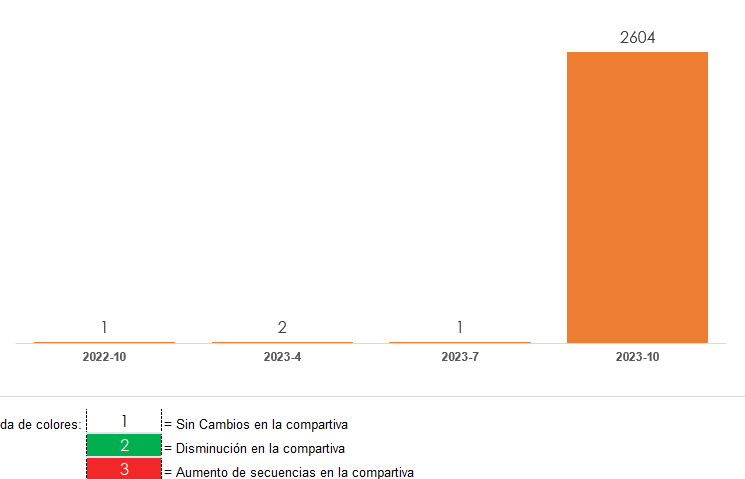 2604
1 2 1
2022-10 2023-4 2023-7 2023-10
da de colores: 1 = Sin Cambios en la compartiva
2 = Disminución en la compartiva
3 = Aumento de secuencias en la compartiva